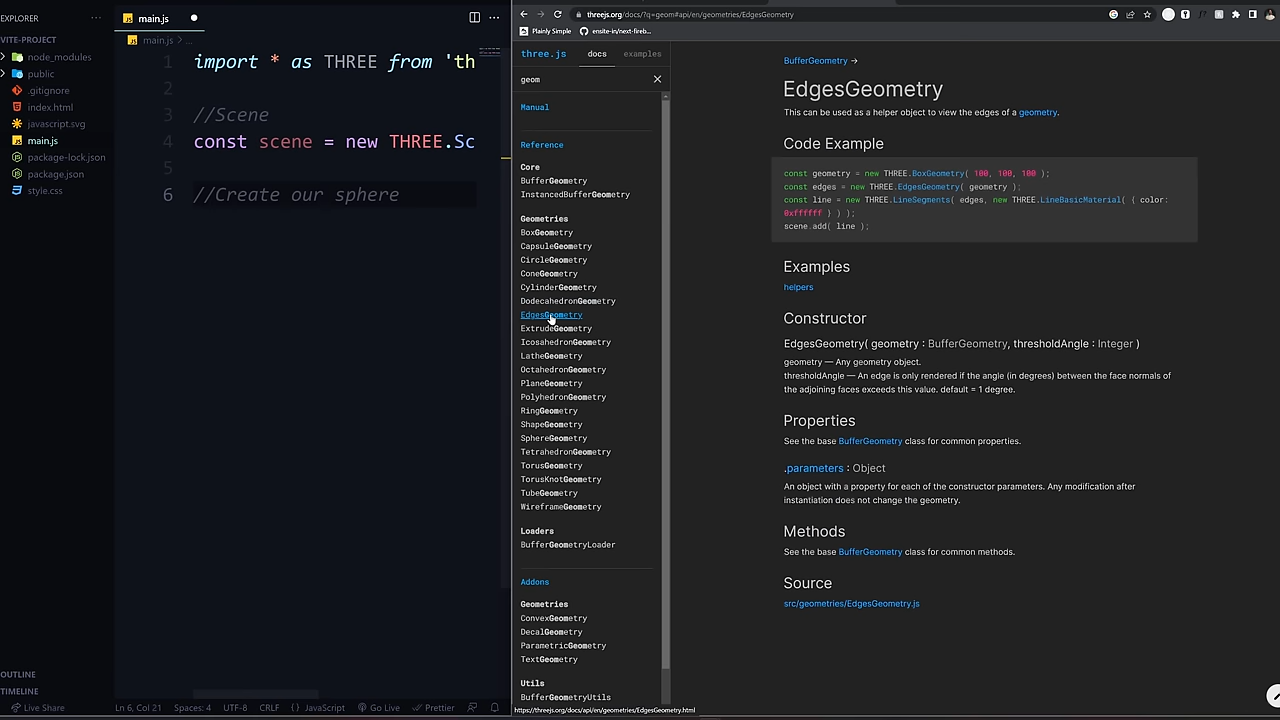 EXPLORER
VITE-PROJECT
node_modules
public
.gitignore
index.html
javascript.svg
main.js
package-lock.json
package.json
style.css
OUTLINE
TIMELINE
Live Share
JS main.js
JS main.js > ...
1 import * as THREE from 'th
2
3 //Scene
4 const scene = new THREE.Sc
5
6 //Create our sphere
Ln 6, Col 21 Spaces: 4 UTF-8 CRLF {} JavaScript Go Live Prettier
threejs.org/docs/?q=geom#api/en/geometries/EdgesGeometry
Plainly Simple ensite-in/next-fireb...
three.js docs examples
geom
Manual
Reference
Core
BufferGeometry
InstancedBufferGeometry
Geometries
BoxGeometry
CapsuleGeometry
CircleGeometry
ConeGeometry
CylinderGeometry
DodecahedronGeometry
EdgesGeometry
ExtrudeGeometry
IcosahedronGeometry
LatheGeometry
OctahedronGeometry
PlaneGeometry
PolyhedronGeometry
RingGeometry
ShapeGeometry
SphereGeometry
TetrahedronGeometry
TorusGeometry
TorusKnotGeometry
TubeGeometry
WireframeGeometry
Loaders
BufferGeometryLoader
Addons
Geometries
ConvexGeometry
DecalGeometry
ParametricGeometry
TextGeometry
Utils
BufferGeometryUtils
https://threejs.org/docs/api/en/geometries/EdgesGeometry.html
BufferGeometry →
EdgesGeometry
This can be used as a helper object to view the edges of a geometry.
Code Example
const geometry = new THREE.BoxGeometry( 100, 100, 100 );
const edges = new THREE.EdgesGeometry( geometry );
const line = new THREE.LineSegments( edges, new THREE.LineBasicMaterial( { color:
0xffffff } ) );
scene.add( line );
Examples
helpers
Constructor
EdgesGeometry( geometry : BufferGeometry, thresholdAngle : Integer )
geometry — Any geometry object.
thresholdAngle — An edge is only rendered if the angle (in degrees) between the face normals of
the adjoining faces exceeds this value. default = 1 degree.
Properties
See the base BufferGeometry class for common properties.
.parameters : Object
An object with a property for each of the constructor parameters. Any modification after
instantiation does not change the geometry.
Methods
See the base BufferGeometry class for common methods.
Source
src/geometries/EdgesGeometry.js